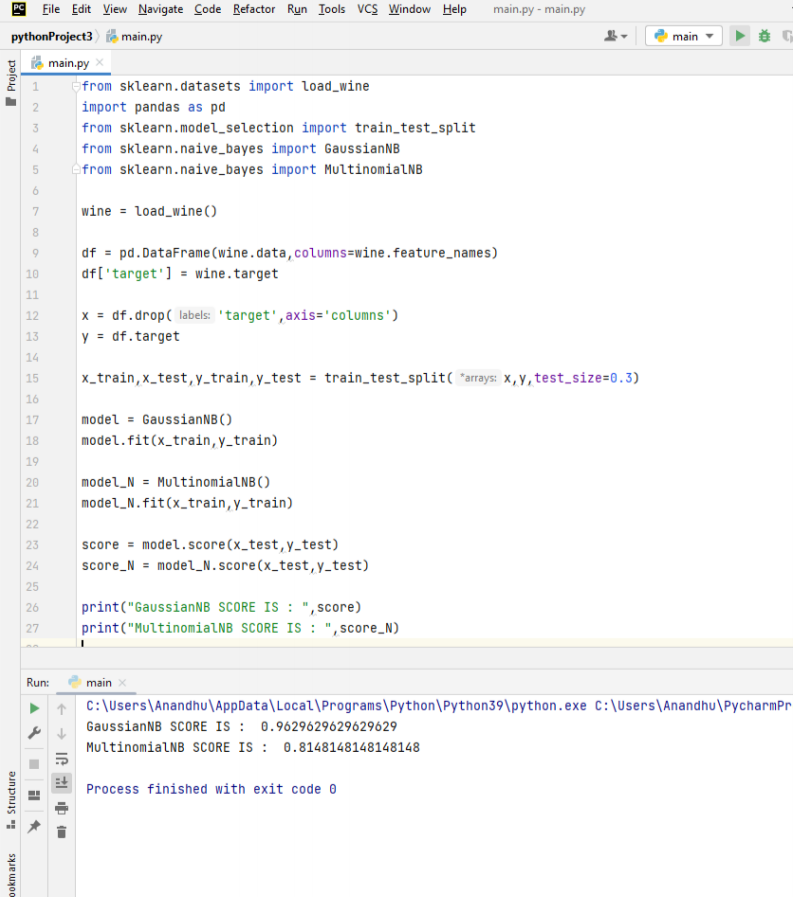 PC File Edit View Navigate Code Refactor Run Tools VCS Window Help main.py - main.py
pythonProject3 main.py main
Project
main.py
1 from sklearn.datasets import load_wine
2 import pandas as pd
3 from sklearn.model_selection import train_test_split
4 from sklearn.naive_bayes import GaussianNB
5 from sklearn.naive_bayes import MultinomialNB
6
7 wine = load_wine()
8
9 df = pd.DataFrame(wine.data,columns=wine.feature_names)
10 df['target'] = wine.target
11
12 x = df.drop( labels: 'target',axis='columns')
13 y = df.target
14
15 x_train,x_test,y_train,y_test = train_test_split( *arrays: x,y,test_size=0.3)
16
17 model = GaussianNB()
18 model.fit(x_train,y_train)
19
20 model_N = MultinomialNB()
21 model_N.fit(x_train,y_train)
22
23 score = model.score(x_test,y_test)
24 score_N = model_N.score(x_test,y_test)
25
26 print("GaussianNB SCORE IS : ",score)
27 print("MultinomialNB SCORE IS : ",score_N)
Run: main
C:\Users\Anandhu\AppData\Local\Programs\Python\Python39\python.exe C:\Users\Anandhu\PycharmPr
GaussianNB SCORE IS :  0.9629629629629629
MultinomialNB SCORE IS :  0.8148148148148148
Process finished with exit code 0
Structure
ookmarks